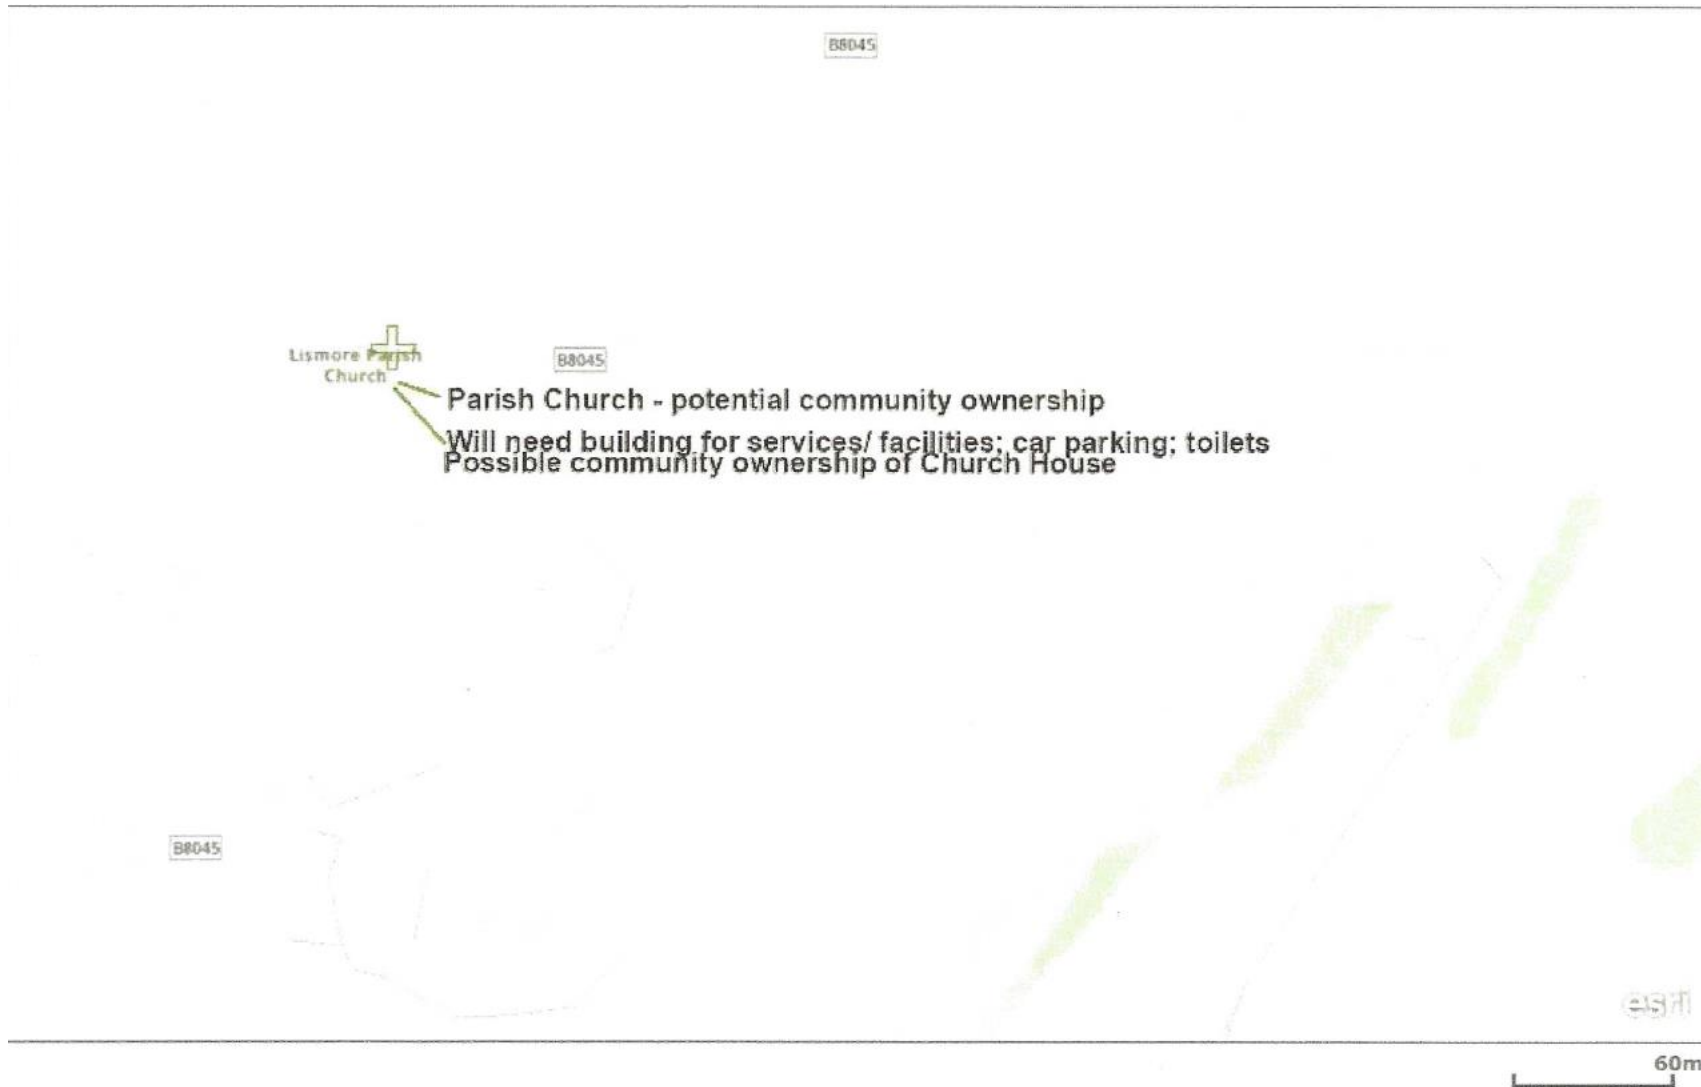 B8045
Lismore Parish
Church
B8045
Parish Church - potential community ownership
Will need building for services/ facilities; car parking; toilets
Possible community ownership of Church House
B8045
esri
60m